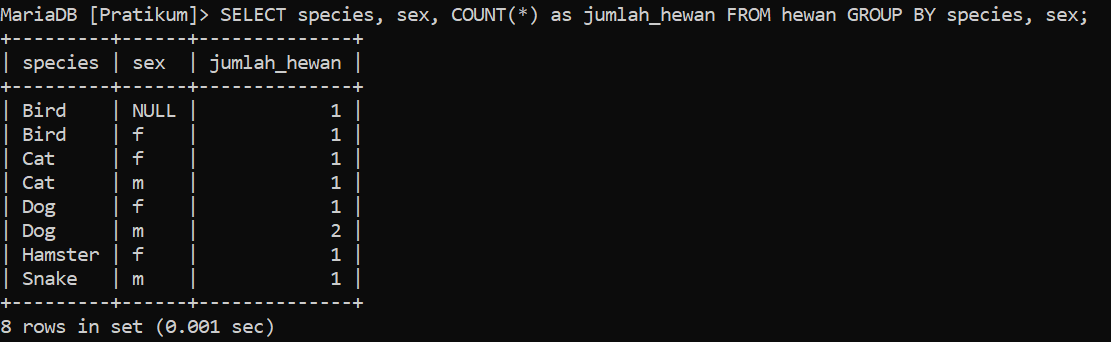 MariaDB [Pratikum]> SELECT species, sex, COUNT(*) as jumlah_hewan FROM hewan GROUP BY species, sex;
+---------+------+--------------+
| species | sex  | jumlah_hewan |
+---------+------+--------------+
| Bird    | NULL |            1 |
| Bird    | f    |            1 |
| Cat     | f    |            1 |
| Cat     | m    |            1 |
| Dog     | f    |            1 |
| Dog     | m    |            2 |
| Hamster | f    |            1 |
| Snake   | m    |            1 |
+---------+------+--------------+
8 rows in set (0.001 sec)